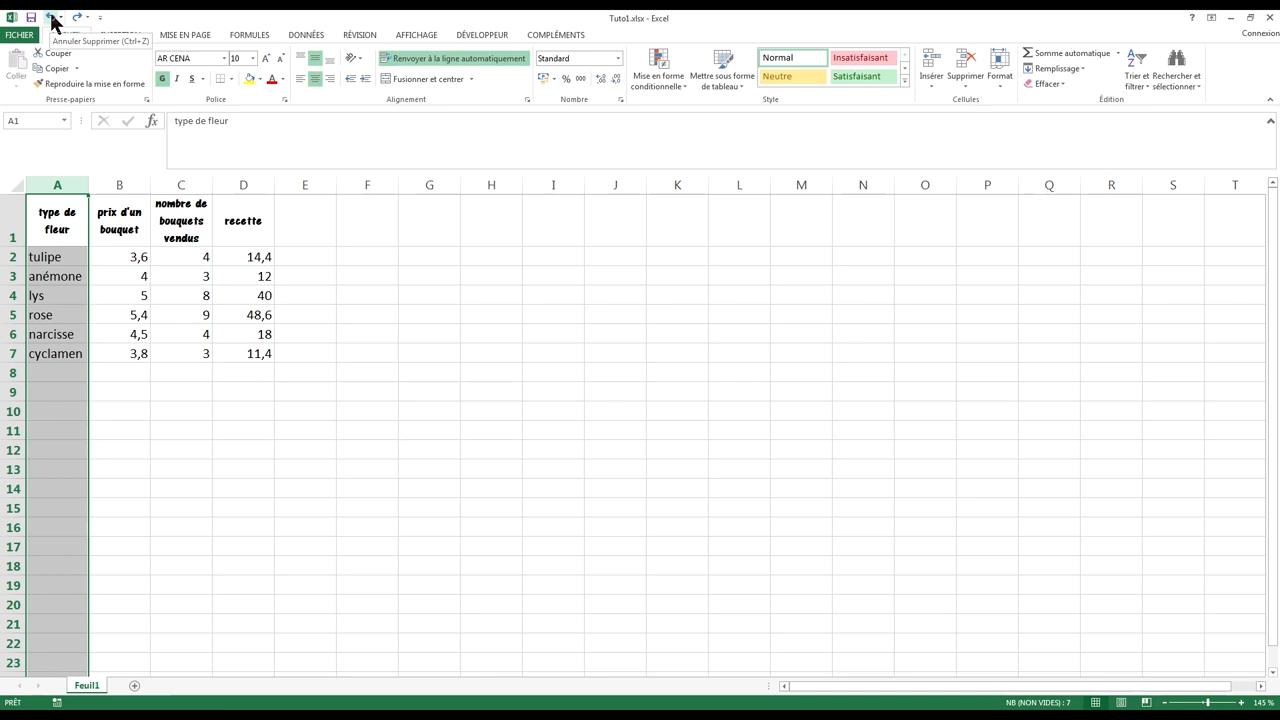 Tuto1.xlsx - Excel
Annuler Supprimer (Ctrl+Z)
Connexion
FICHIER MISE EN PAGE FORMULES DONNÉES RÉVISION AFFICHAGE DÉVELOPPEUR COMPLÉMENTS
Coller
Couper
Copier
Reproduire la mise en forme
Presse-papiers
AR CENA 10
G I S A
Police
Renvoyer à la ligne automatiquement
Fusionner et centrer
Alignement
Standard
% 000
Nombre
Mise en forme conditionnelle
Mettre sous forme de tableau
Normal Insatisfaisant
Neutre Satisfaisant
Style
Insérer Supprimer Format
Cellules
Somme automatique
Remplissage
Effacer
Trier et filtrer
Rechercher et sélectionner
Édition
A1 fx type de fleur
A B C D E F G H I J K L M N O P Q R S T
1 type de fleur prix d'un bouquet nombre de bouquets vendus recette
2 tulipe 3,6 4 14,4
3 anémone 4 3 12
4 lys 5 8 40
5 rose 5,4 9 48,6
6 narcisse 4,5 4 18
7 cyclamen 3,8 3 11,4
8
9
10
11
12
13
14
15
16
17
18
19
20
21
22
23
Feuil1
PRÊT NB (NON VIDES) : 7 145 %